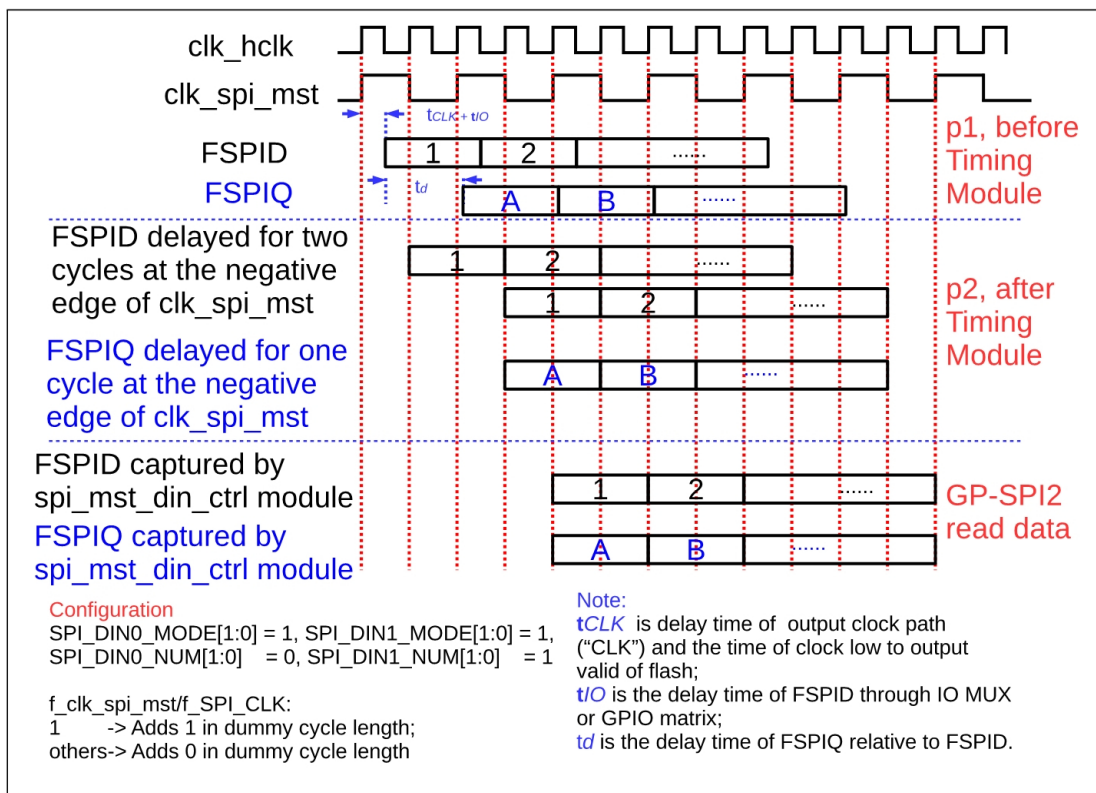 clk_hclk
clk_spi_mst
tCLK + tIO
FSPID
1 2 ......
td
FSPIQ
A B ......
p1, before
Timing
Module
FSPID delayed for two
cycles at the negative
edge of clk_spi_mst
1 2 ......
1 2 ......
p2, after
Timing
Module
FSPIQ delayed for one
cycle at the negative
edge of clk_spi_mst
A B ......
FSPID captured by
spi_mst_din_ctrl module
1 2 ......
FSPIQ captured by
spi_mst_din_ctrl module
A B ......
GP-SPI2
read data
Configuration
SPI_DIN0_MODE[1:0] = 1, SPI_DIN1_MODE[1:0] = 1,
SPI_DIN0_NUM[1:0] = 0, SPI_DIN1_NUM[1:0] = 1
f_clk_spi_mst/f_SPI_CLK:
1 -> Adds 1 in dummy cycle length;
others-> Adds 0 in dummy cycle length
Note:
tCLK is delay time of output clock path
(“CLK”) and the time of clock low to output
valid of flash;
tIO is the delay time of FSPID through IO MUX
or GPIO matrix;
td is the delay time of FSPIQ relative to FSPID.